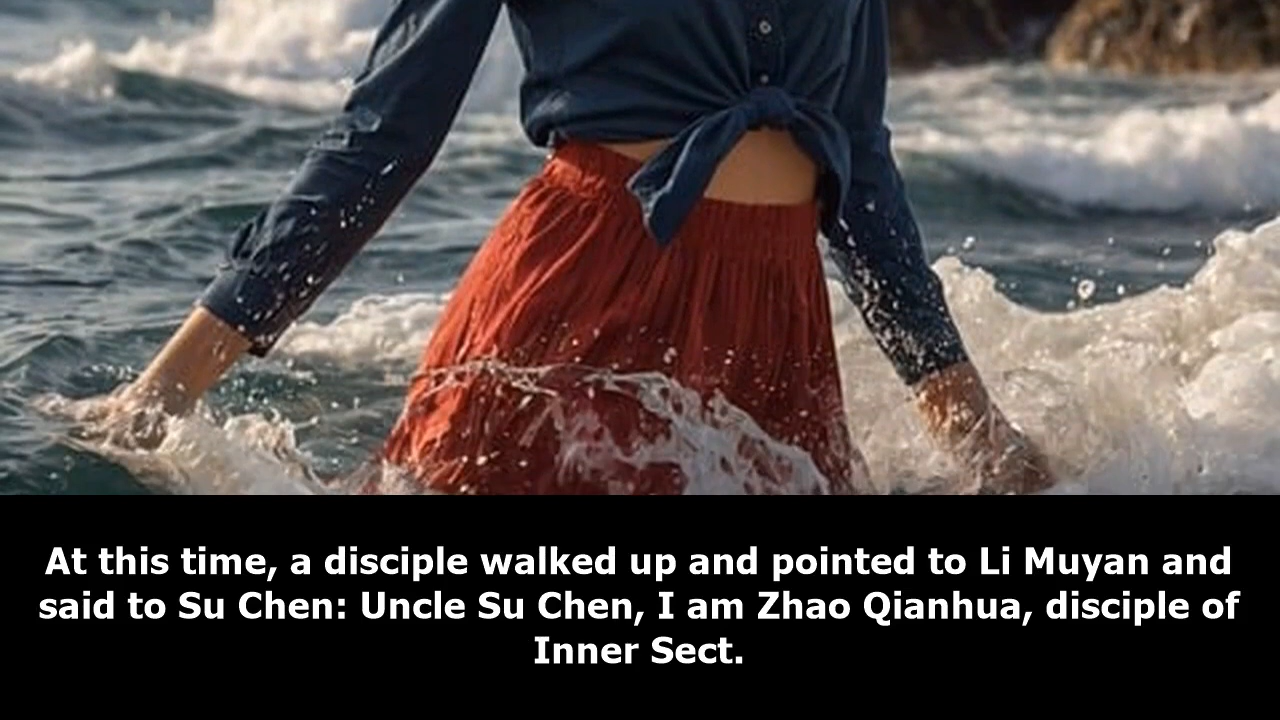 At this time, a disciple walked up and pointed to Li Muyan and
said to Su Chen: Uncle Su Chen, I am Zhao Qianhua, disciple of
Inner Sect.